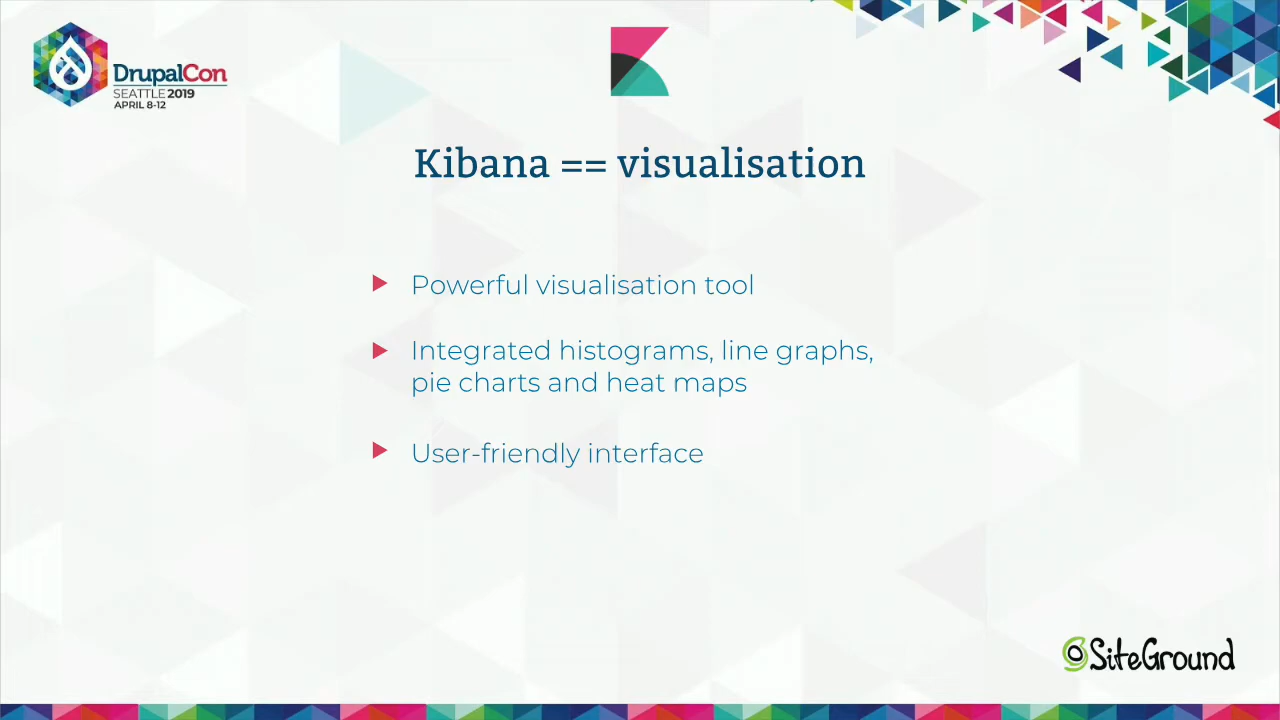 DrupalCon
SEATTLE 2019
APRIL 8-12
Kibana == visualisation
Powerful visualisation tool
Integrated histograms, line graphs,
pie charts and heat maps
User-friendly interface
SiteGround